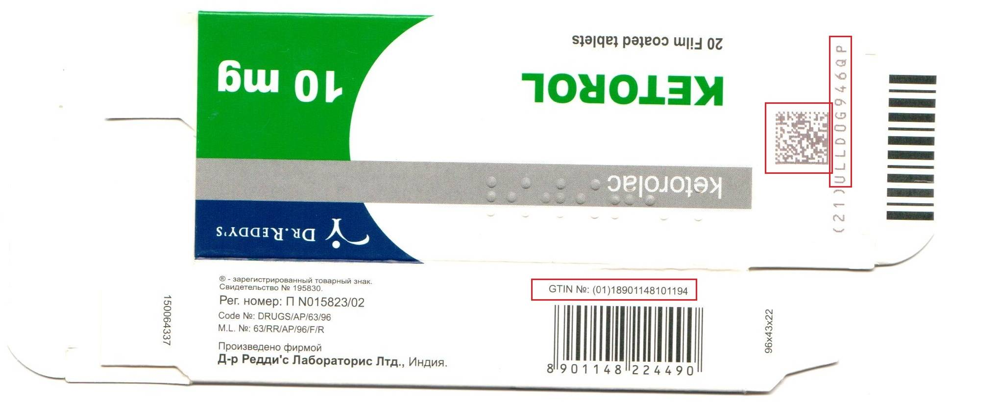 20 Film coated tablets
KETOROL
10 mg
ketorolac
DR.REDDY'S
(21)ULLD0G946QP
® - зарегистрированный товарный знак.
Свидетельство № 195830.
Рег. номер: П N015823/02
Code №: DRUGS/AP/63/96
M.L. №: 63/RR/AP/96/F/R
Произведено фирмой
Д-р Редди'с Лабораторис Лтд., Индия.
150064337
GTIN №: (01)18901148101194
8 901148 224490
96x43x22